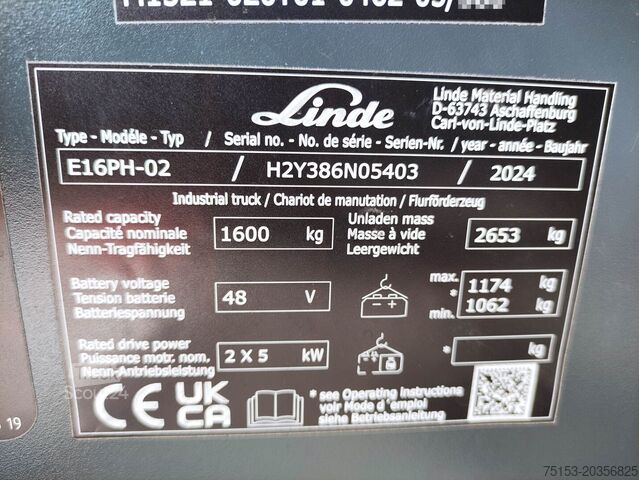 Linde
Linde Material Handling
D-63743 Aschaffenburg
Carl-von-Linde-Platz
Type - Modéle - Typ / Serial no. - No. de série - Serien-Nr. / year - année - Baujahr
E16PH-02 / H2Y386N05403 / 2024
Industrial truck / Chariot de manutation / Flurförderzeug
Rated capacity
Capacité nominale
Nenn-Tragfähigkeit
1600 kg
Unladen mass
Masse à vide
Leergewicht
2653 kg
Battery voltage
Tension batterie
Batteriespannung
48 V
max. 1174 kg
*
min. 1062 kg
Rated drive power
Puissance motr. nom.
Nenn-Antriebsleistung
2 X 5 kW
* kg
CE UK CA
* see Operating instructions
voir Mode d'emploi
siehe Betriebsanleitung
19
75153-20356825